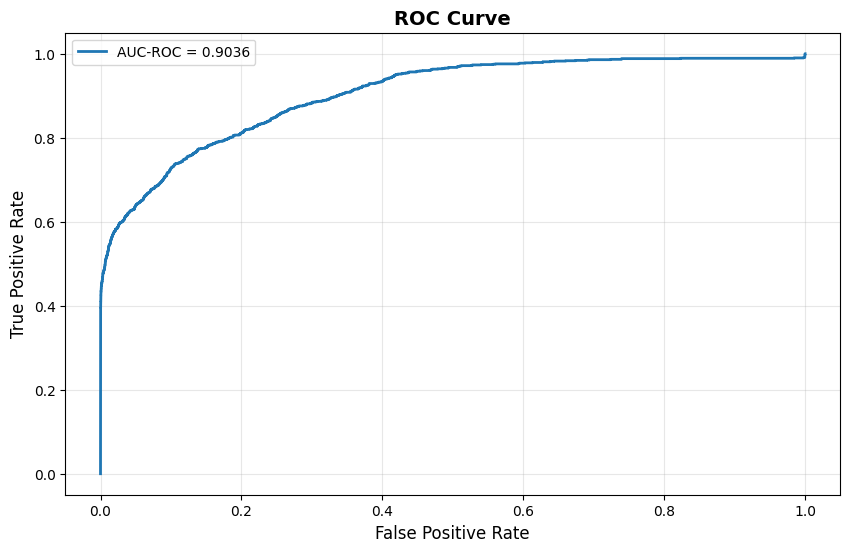 ROC Curve
AUC-ROC = 0.9036
1.0
0.8
0.6
0.4
0.2
0.0
True Positive Rate
0.0 0.2 0.4 0.6 0.8 1.0
False Positive Rate